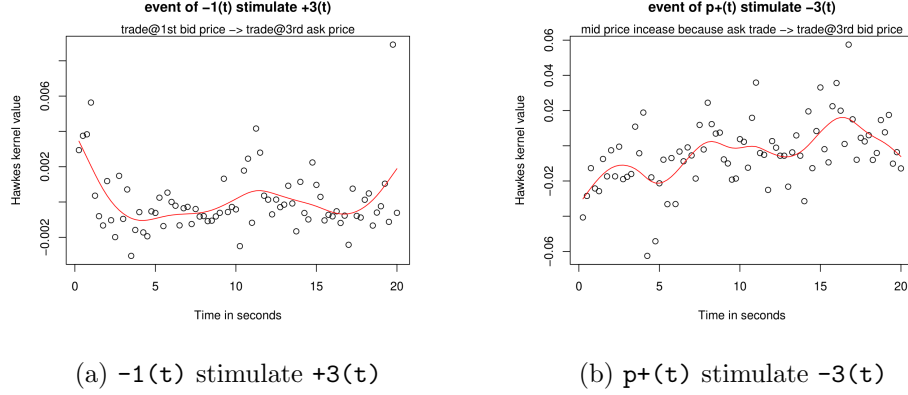 event of −1(t) stimulate +3(t)
trade@1st bid price −> trade@3rd ask price
Hawkes kernel value
0.006
0.002
−0.002
0 5 10 15 20
Time in seconds
(a) -1(t) stimulate +3(t)
event of p+(t) stimulate −3(t)
mid price incease because ask trade −> trade@3rd bid price
Hawkes kernel value
0.06
0.02
−0.02
−0.06
0 5 10 15 20
Time in seconds
(b) p+(t) stimulate -3(t)